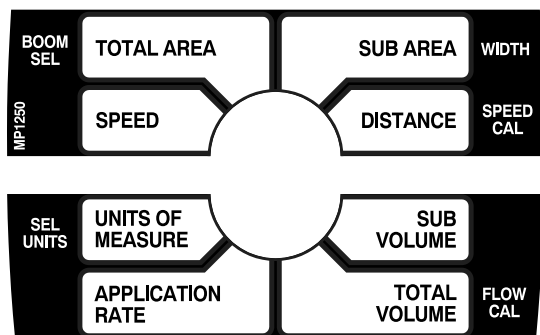 BOOM
SEL
TOTAL AREA
SUB AREA
WIDTH
MP1250
SPEED
DISTANCE
SPEED
CAL
SEL
UNITS
UNITS OF
MEASURE
SUB
VOLUME
APPLICATION
RATE
TOTAL
VOLUME
FLOW
CAL